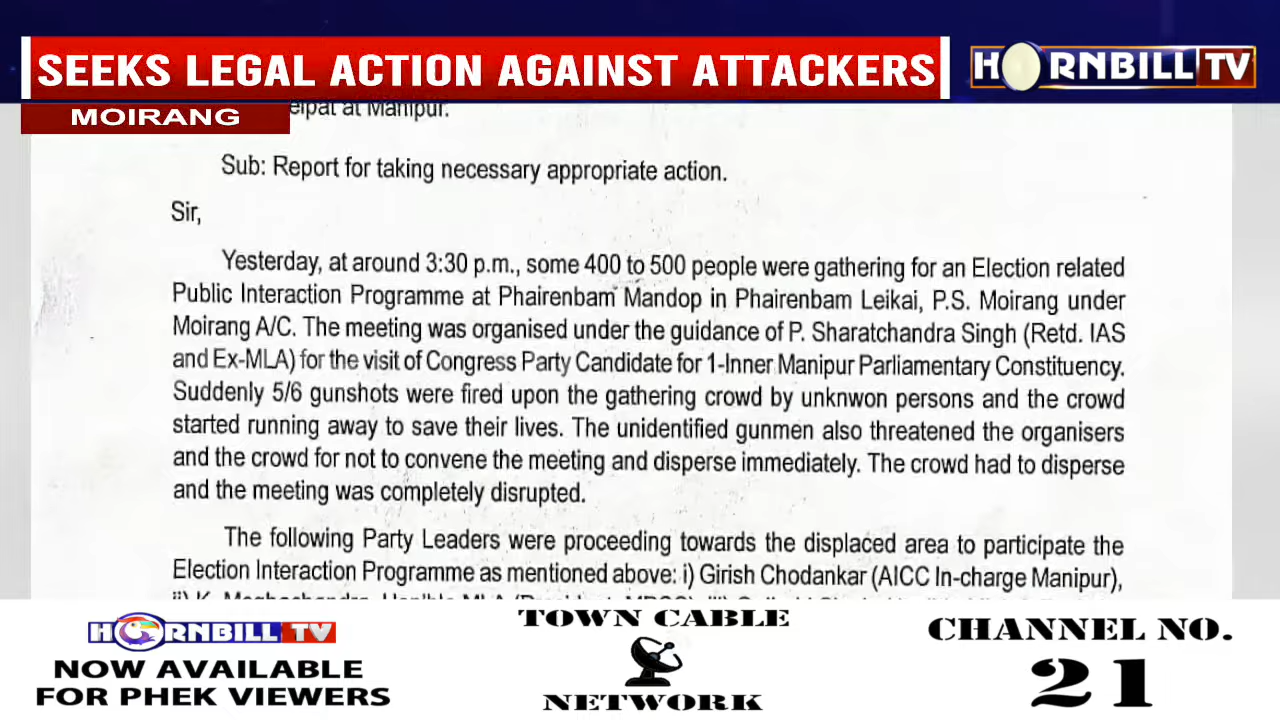 SEEKS LEGAL ACTION AGAINST ATTACKERS
HORNBILL TV
MOIRANG
at Manipur.
Sub: Report for taking necessary appropriate action.
Sir,
Yesterday, at around 3:30 p.m., some 400 to 500 people were gathering for an Election related
Public Interaction Programme at Phairenbam Mandop in Phairenbam Leikai, P.S. Moirang under
Moirang A/C. The meeting was organised under the guidance of P. Sharatchandra Singh (Retd. IAS
and Ex-MLA) for the visit of Congress Party Candidate for 1-Inner Manipur Parliamentary Constituency.
Suddenly 5/6 gunshots were fired upon the gathering crowd by unknwon persons and the crowd
started running away to save their lives. The unidentified gunmen also threatened the organisers
and the crowd for not to convene the meeting and disperse immediately. The crowd had to disperse
and the meeting was completely disrupted.
The following Party Leaders were proceeding towards the displaced area to participate the
Election Interaction Programme as mentioned above: i) Girish Chodankar (AICC In-charge Manipur),
HORNBILL TV
NOW AVAILABLE
FOR PHEK VIEWERS
TOWN CABLE
NETWORK
CHANNEL NO.
21